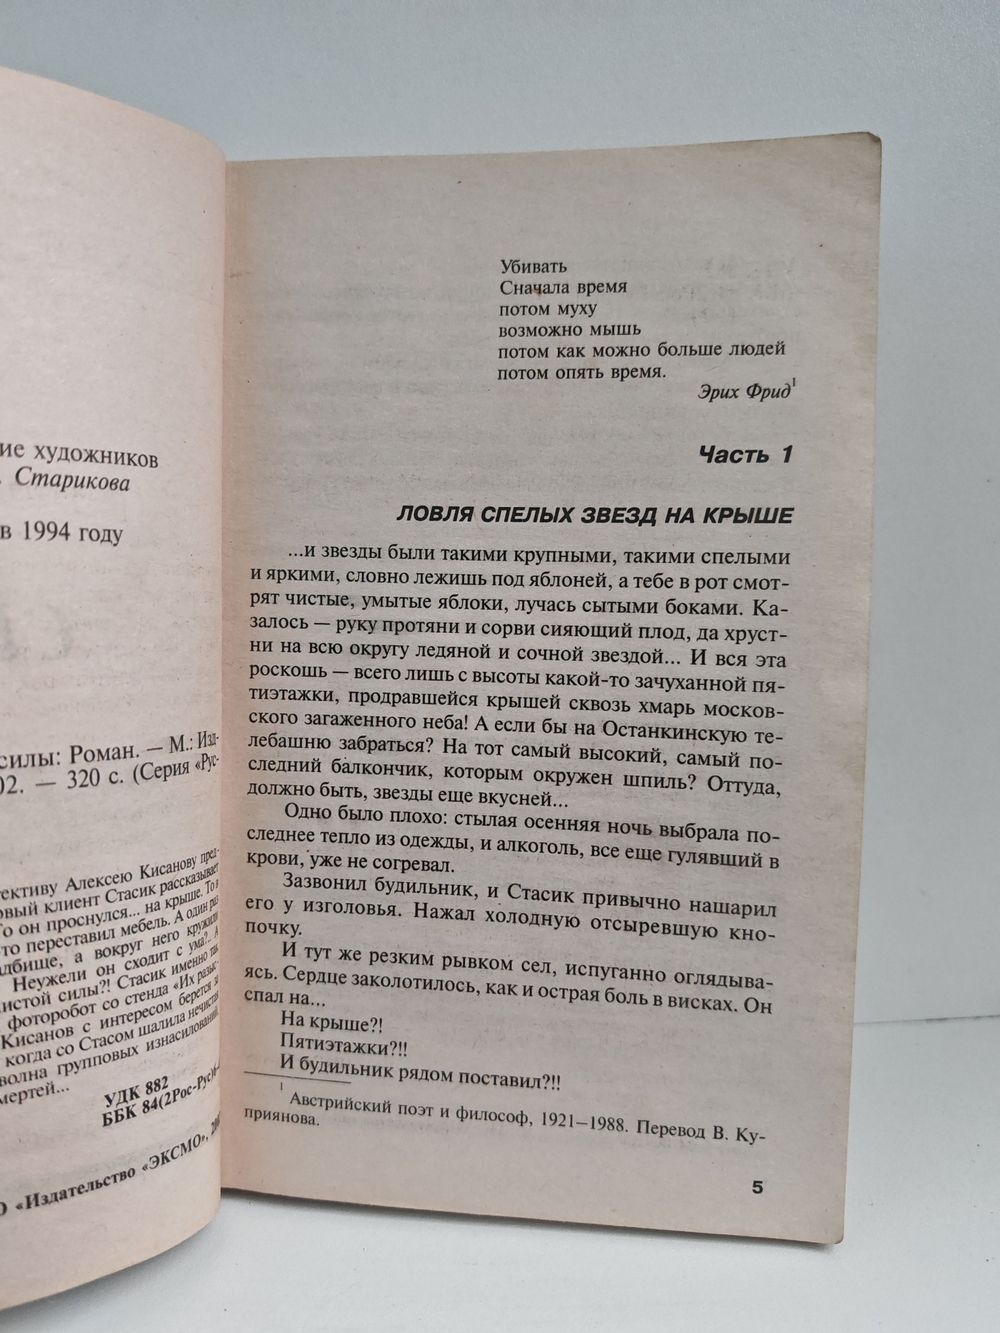 ие художников
Старикова
в 1994 году
силы: Роман. — М.: Изд-
02. — 320 с. (Серия «Рус-
тективу Алексею Кисанову пред-
овый клиент Стасик рассказывает
То он проснулся... на крыше. То в
-то переставил мебель. А один раз
адбище, а вокруг него кружили
Неужели он сходит с ума?. А
истой силы?! Стасик именно так
фоторобот со стенда «Их разыс-
Кисанов с интересом берется за
когда со Стасом шалила нечистая
волна групповых изнасилований,
мертей...
УДК 882
ББК 84(2Рос-Рус)6-4
О «Издательство «ЭКСМО», 200
Убивать
Сначала время
потом муху
возможно мышь
потом как можно больше людей
потом опять время.
Эрих Фрид1
Часть 1
ЛОВЛЯ СПЕЛЫХ ЗВЕЗД НА КРЫШЕ
...и звезды были такими крупными, такими спелыми
и яркими, словно лежишь под яблоней, а тебе в рот смот-
рят чистые, умытые яблоки, лучась сытыми боками. Ка-
залось — руку протяни и сорви сияющий плод, да хруст-
ни на всю округу ледяной и сочной звездой... И вся эта
роскошь — всего лишь с высоты какой-то зачуханной пя-
тиэтажки, продравшейся крышей сквозь хмарь москов-
ского загаженного неба! А если бы на Останкинскую те-
лебашню забраться? На тот самый высокий, самый по-
следний балкончик, которым окружен шпиль? Оттуда,
должно быть, звезды еще вкусней...
Одно было плохо: стылая осенняя ночь выбрала по-
следнее тепло из одежды, и алкоголь, все еще гулявший в
крови, уже не согревал.
Зазвонил будильник, и Стасик привычно нашарил
его у изголовья. Нажал холодную отсыревшую кно-
почку.
И тут же резким рывком сел, испуганно оглядыва-
ясь. Сердце заколотилось, как и острая боль в висках. Он
спал на...
На крыше?!
Пятиэтажки?!!
И будильник рядом поставил?!!
1
Австрийский поэт и философ, 1921–1988. Перевод В. Ку-
приянова.
5